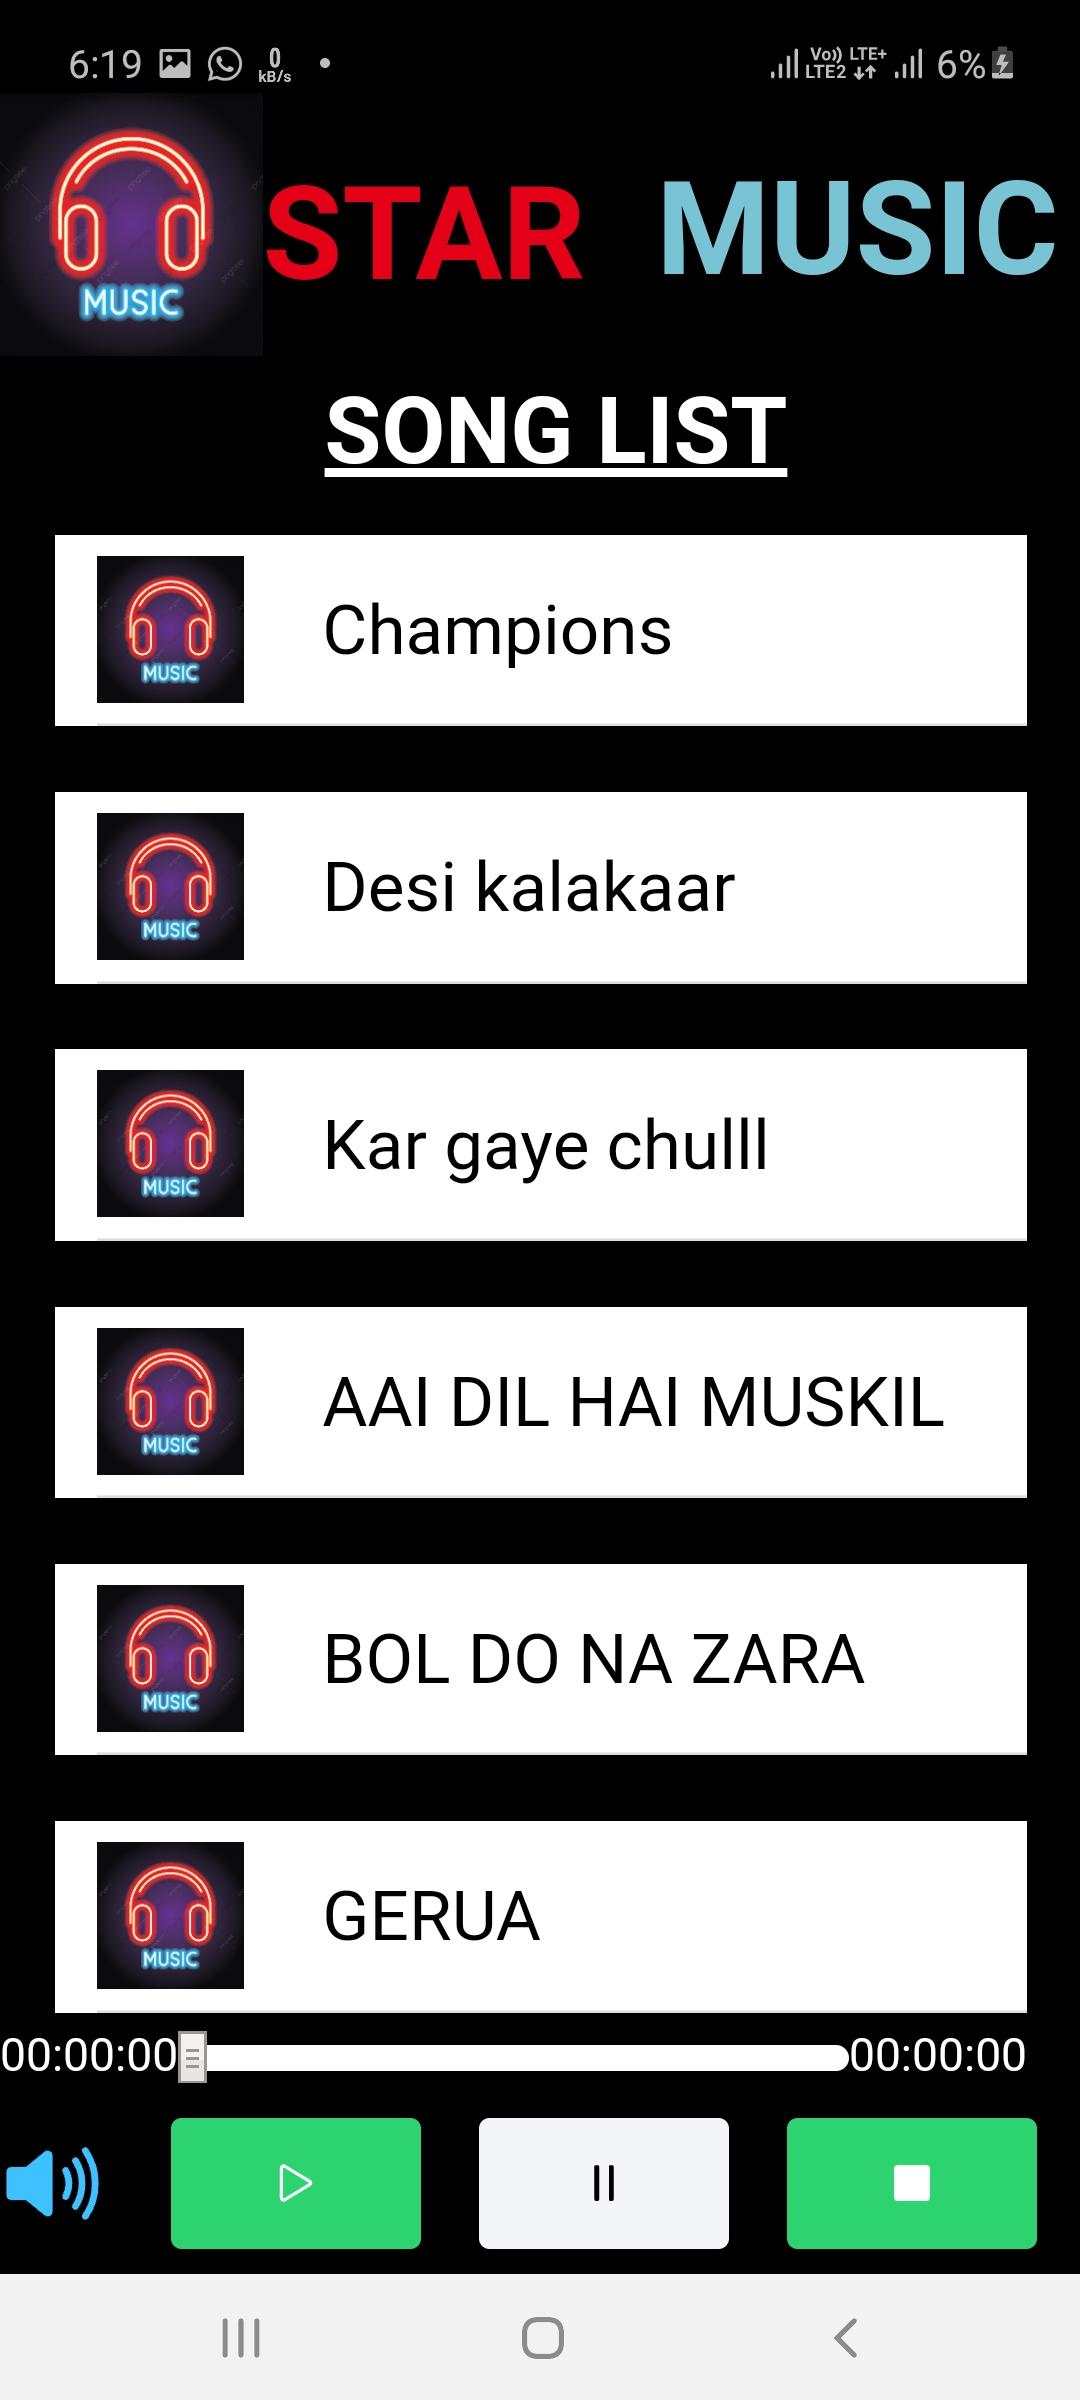 6:19 0 kB/s Vo)) LTE2 LTE+ 6%
MUSIC
STAR MUSIC
SONG LIST
MUSIC
Champions
MUSIC
Desi kalakaar
MUSIC
Kar gaye chulll
MUSIC
AAI DIL HAI MUSKIL
MUSIC
BOL DO NA ZARA
MUSIC
GERUA
00:00:00 00:00:00